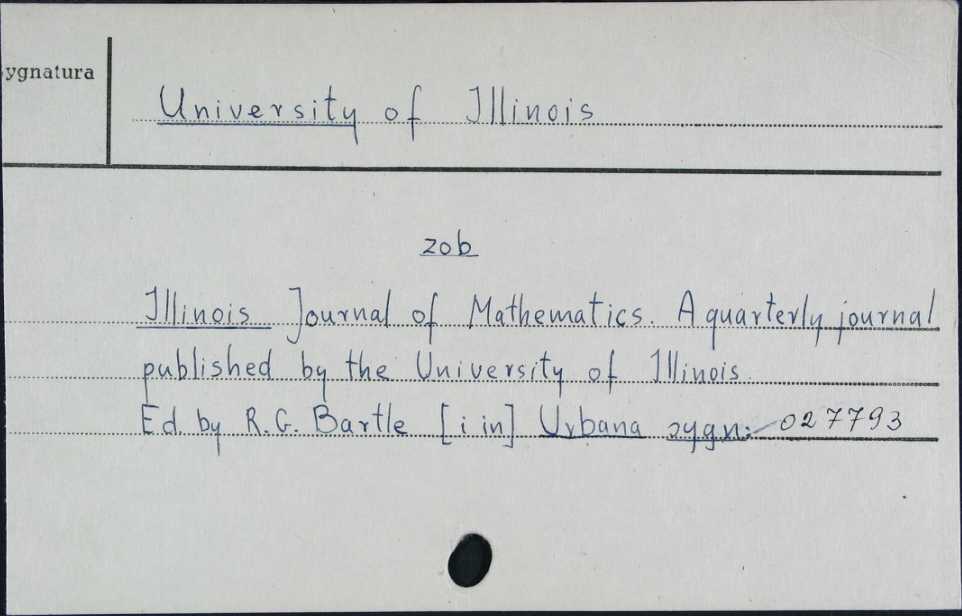 ygnatura
University of Illinois
zob
Illinois Journal of Mathematics. A quarterly journal
published by the University of Illinois.
Ed by R.G. Bartle [i in] Urbana sygn: 027793